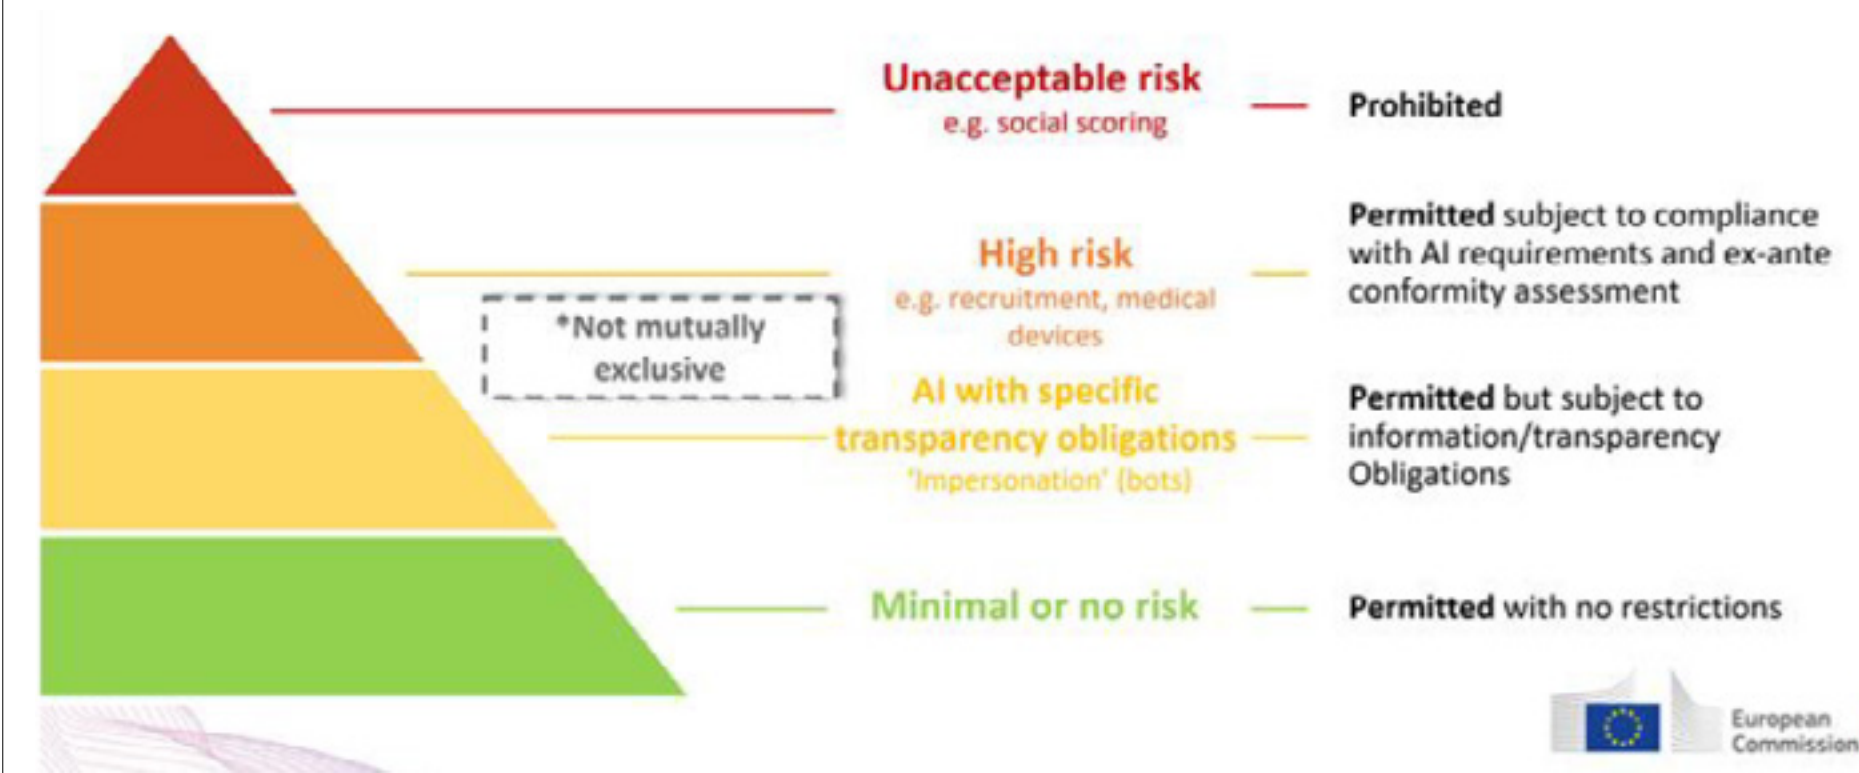 Unacceptable risk
e.g. social scoring
Prohibited
High risk
e.g. recruitment, medical
devices
Permitted subject to compliance
with AI requirements and ex-ante
conformity assessment
*Not mutually
exclusive
AI with specific
transparency obligations
'Impersonation' (bots)
Permitted but subject to
information/transparency
Obligations
Minimal or no risk
Permitted with no restrictions
European
Commission